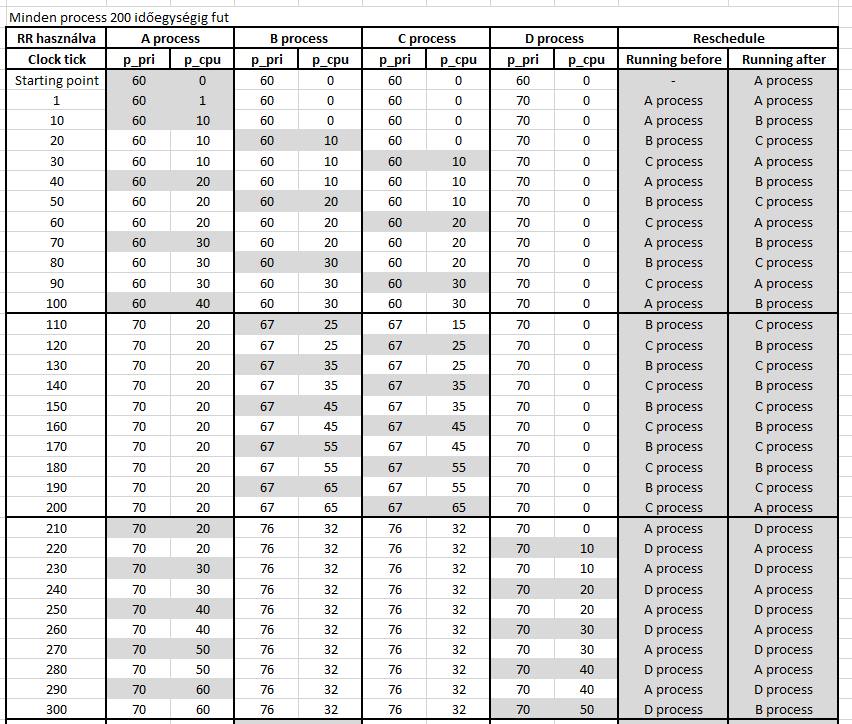 Minden process 200 időegységig fut
RR használva A process B process C process D process Reschedule
Clock tick p_pri p_cpu p_pri p_cpu p_pri p_cpu p_pri p_cpu Running before Running after
Starting point 60 0 60 0 60 0 60 0 - A process
1 60 1 60 0 60 0 70 0 A process A process
10 60 10 60 0 60 0 70 0 A process B process
20 60 10 60 10 60 0 70 0 B process C process
30 60 10 60 10 60 10 70 0 C process A process
40 60 20 60 10 60 10 70 0 A process B process
50 60 20 60 20 60 10 70 0 B process C process
60 60 20 60 20 60 20 70 0 C process A process
70 60 30 60 20 60 20 70 0 A process B process
80 60 30 60 30 60 20 70 0 B process C process
90 60 30 60 30 60 30 70 0 C process A process
100 60 40 60 30 60 30 70 0 A process B process
110 70 20 67 25 67 15 70 0 B process C process
120 70 20 67 25 67 25 70 0 C process B process
130 70 20 67 35 67 25 70 0 B process C process
140 70 20 67 35 67 35 70 0 C process B process
150 70 20 67 45 67 35 70 0 B process C process
160 70 20 67 45 67 45 70 0 C process B process
170 70 20 67 55 67 45 70 0 B process C process
180 70 20 67 55 67 55 70 0 C process B process
190 70 20 67 65 67 55 70 0 B process C process
200 70 20 67 65 67 65 70 0 C process A process
210 70 20 76 32 76 32 70 0 A process D process
220 70 20 76 32 76 32 70 10 D process A process
230 70 30 76 32 76 32 70 10 A process D process
240 70 30 76 32 76 32 70 20 D process D process
250 70 40 76 32 76 32 70 20 A process D process
260 70 40 76 32 76 32 70 30 D process A process
270 70 50 76 32 76 32 70 30 A process D process
280 70 50 76 32 76 32 70 40 D process A process
290 70 60 76 32 76 32 70 40 A process D process
300 70 60 76 32 76 32 70 50 D process B process